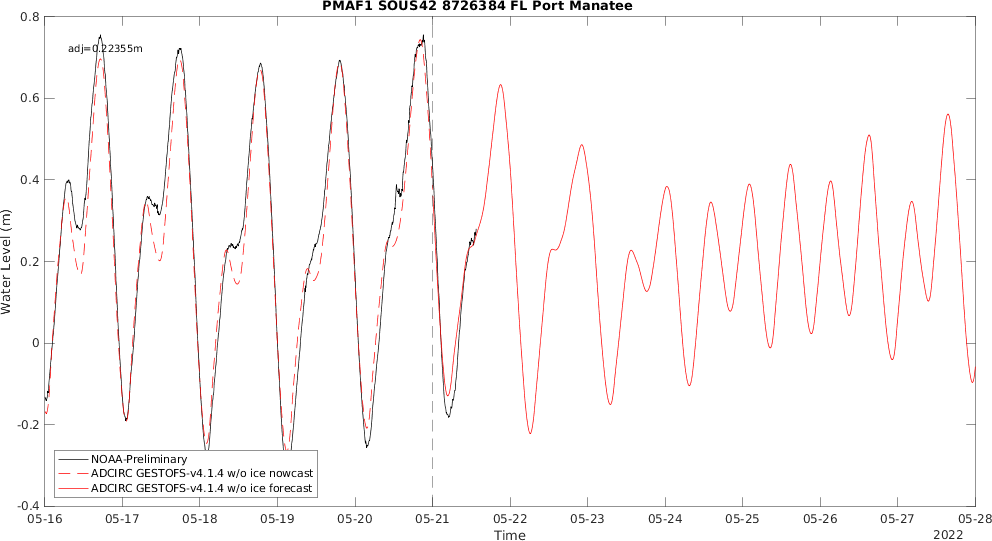 PMAF1 SOUS42 8726384 FL Port Manatee
adj=0.22355m
0.8
0.6
0.4
0.2
0
-0.2
-0.4
Water Level (m)
NOAA-Preliminary
ADCIRC GESTOFS-v4.1.4 w/o ice nowcast
ADCIRC GESTOFS-v4.1.4 w/o ice forecast
05-16 05-17 05-18 05-19 05-20 05-21 05-22 05-23 05-24 05-25 05-26 05-27 05-28
Time
2022